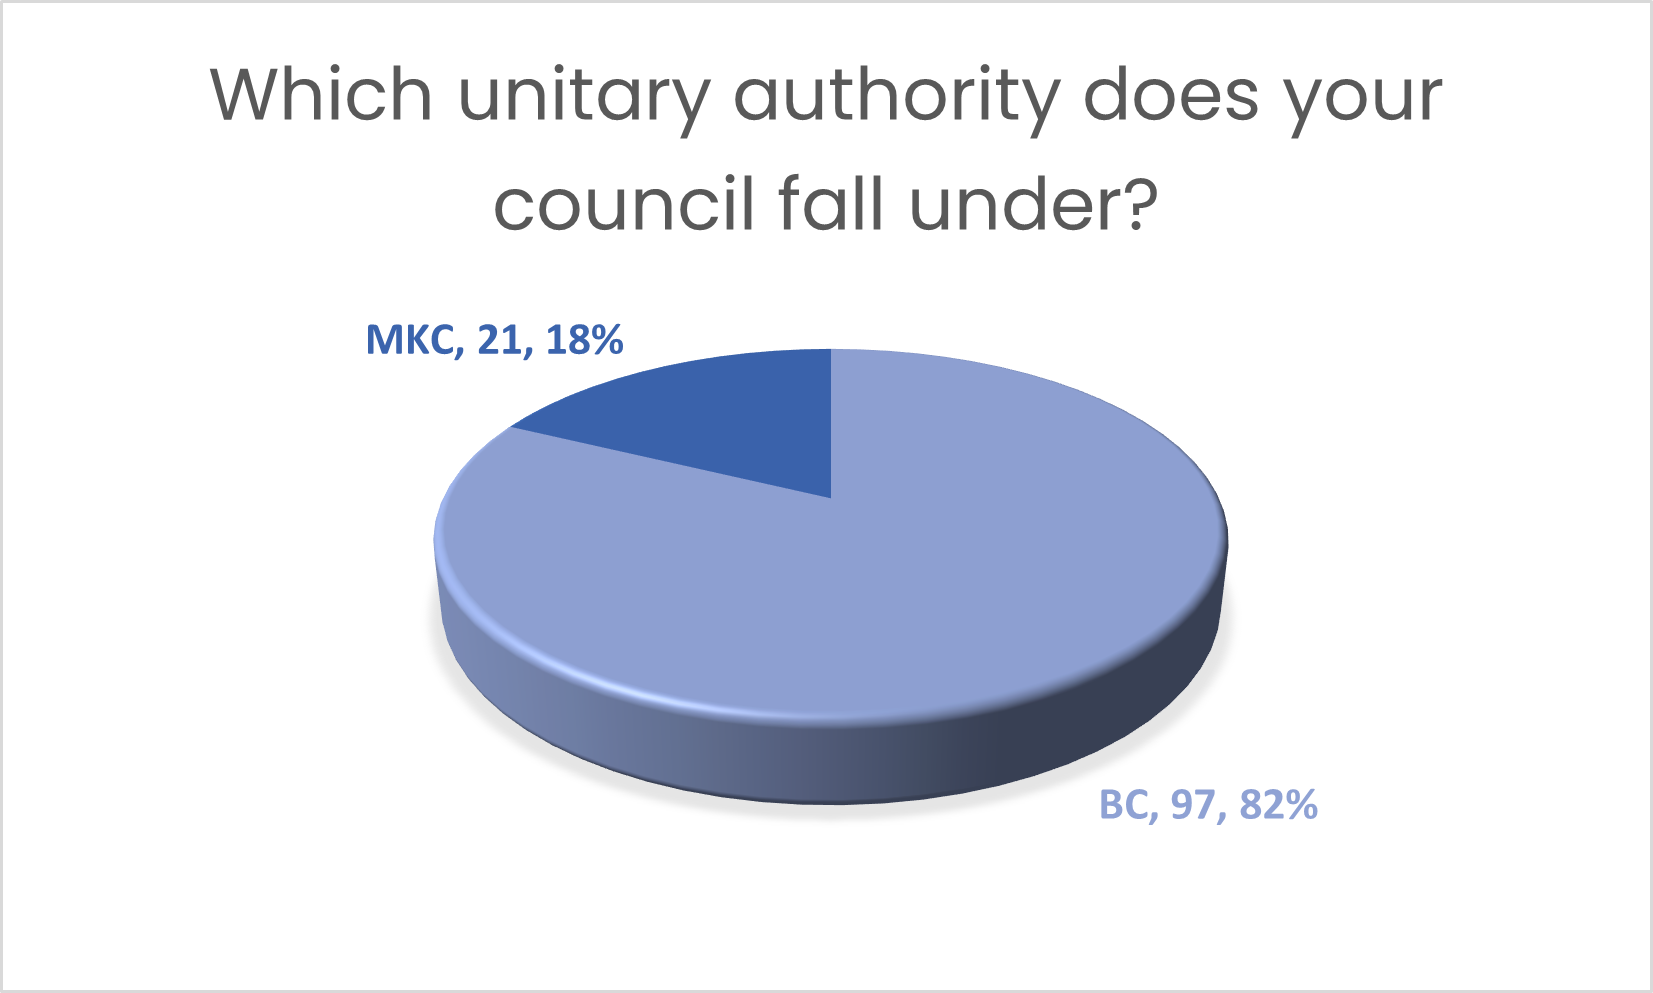 Which unitary authority does your
council fall under?
MKC, 21, 18%
BC, 97, 82%